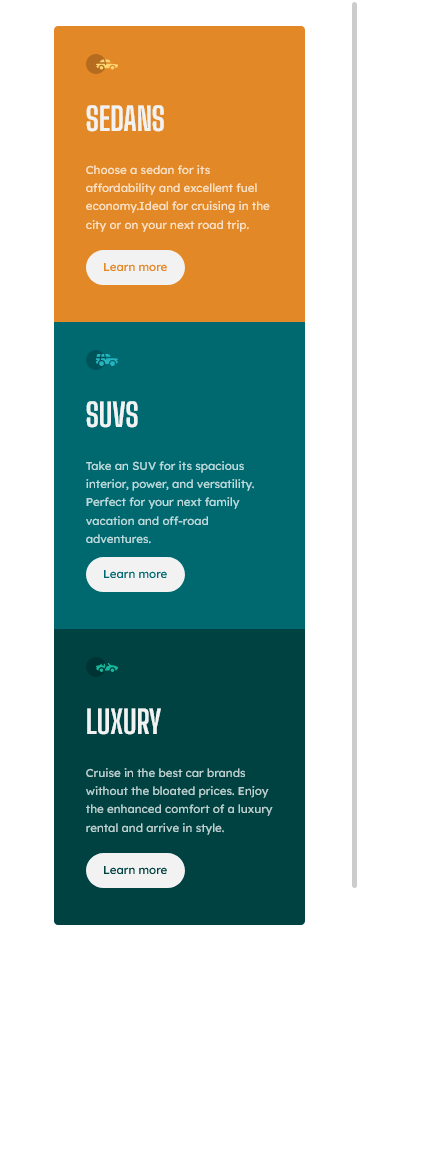 SEDANS
Choose a sedan for its
affordability and excellent fuel
economy.Ideal for cruising in the
city or on your next road trip.
Learn more
SUVS
Take an SUV for its spacious
interior, power, and versatility.
Perfect for your next family
vacation and off-road
adventures.
Learn more
LUXURY
Cruise in the best car brands
without the bloated prices. Enjoy
the enhanced comfort of a luxury
rental and arrive in style.
Learn more